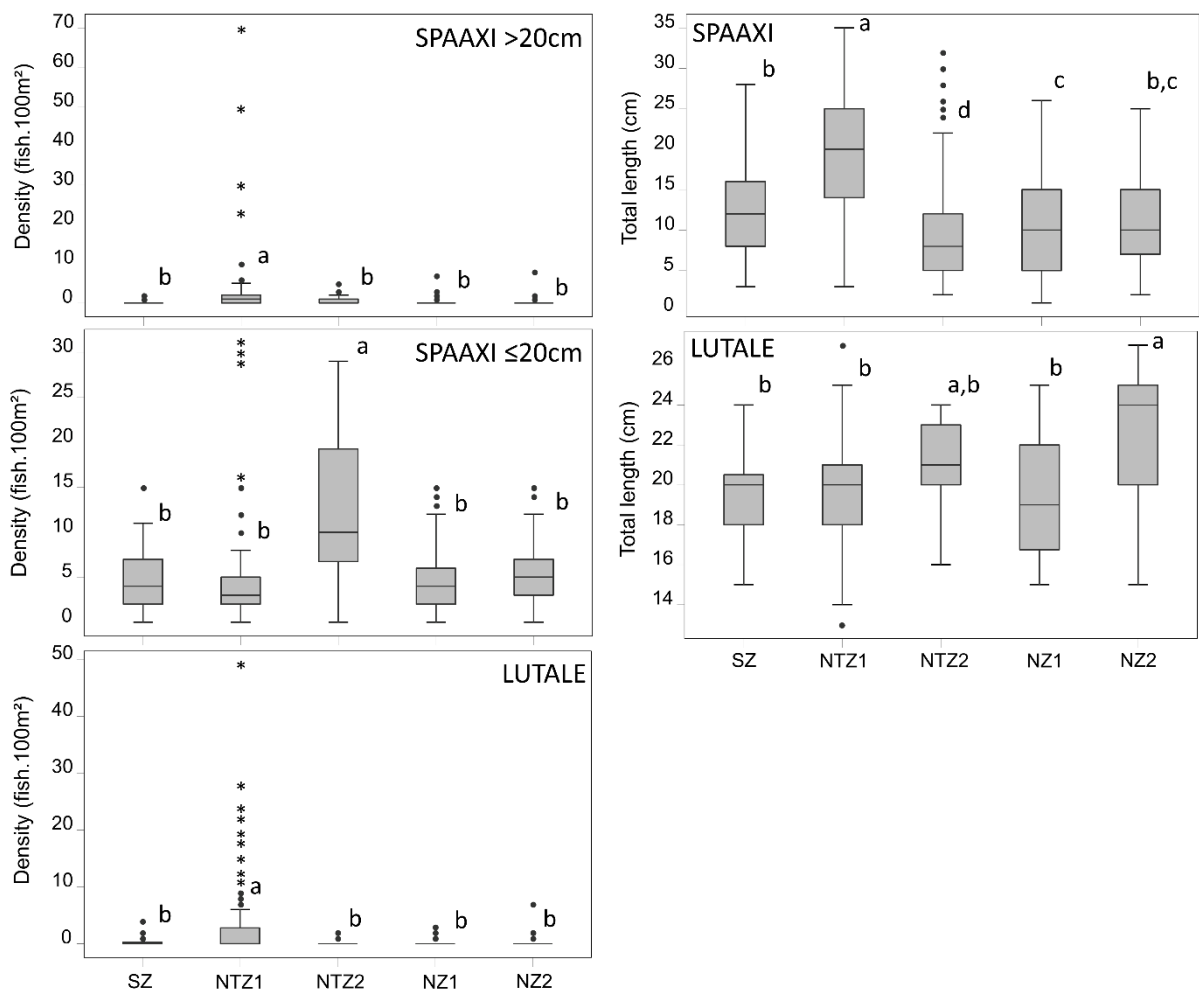 SPAAXI >20cm
Density (fish.100m²)
70
60
50
40
30
20
10
0
*
*
*
*
b
a
b
b
b
SPAAXI ≤20cm
Density (fish.100m²)
30
25
20
15
10
5
0
*
*
*
*
b
b
a
b
b
LUTALE
Density (fish.100m²)
50
40
30
20
10
0
*
*
*
*
*
*
*
*
*
b
a
b
b
b
SZ NTZ1 NTZ2 NZ1 NZ2
SPAAXI
Total length (cm)
35
30
25
20
15
10
5
0
b
a
d
c
b,c
LUTALE
Total length (cm)
26
24
22
20
18
16
14
b
b
a,b
b
a
SZ NTZ1 NTZ2 NZ1 NZ2